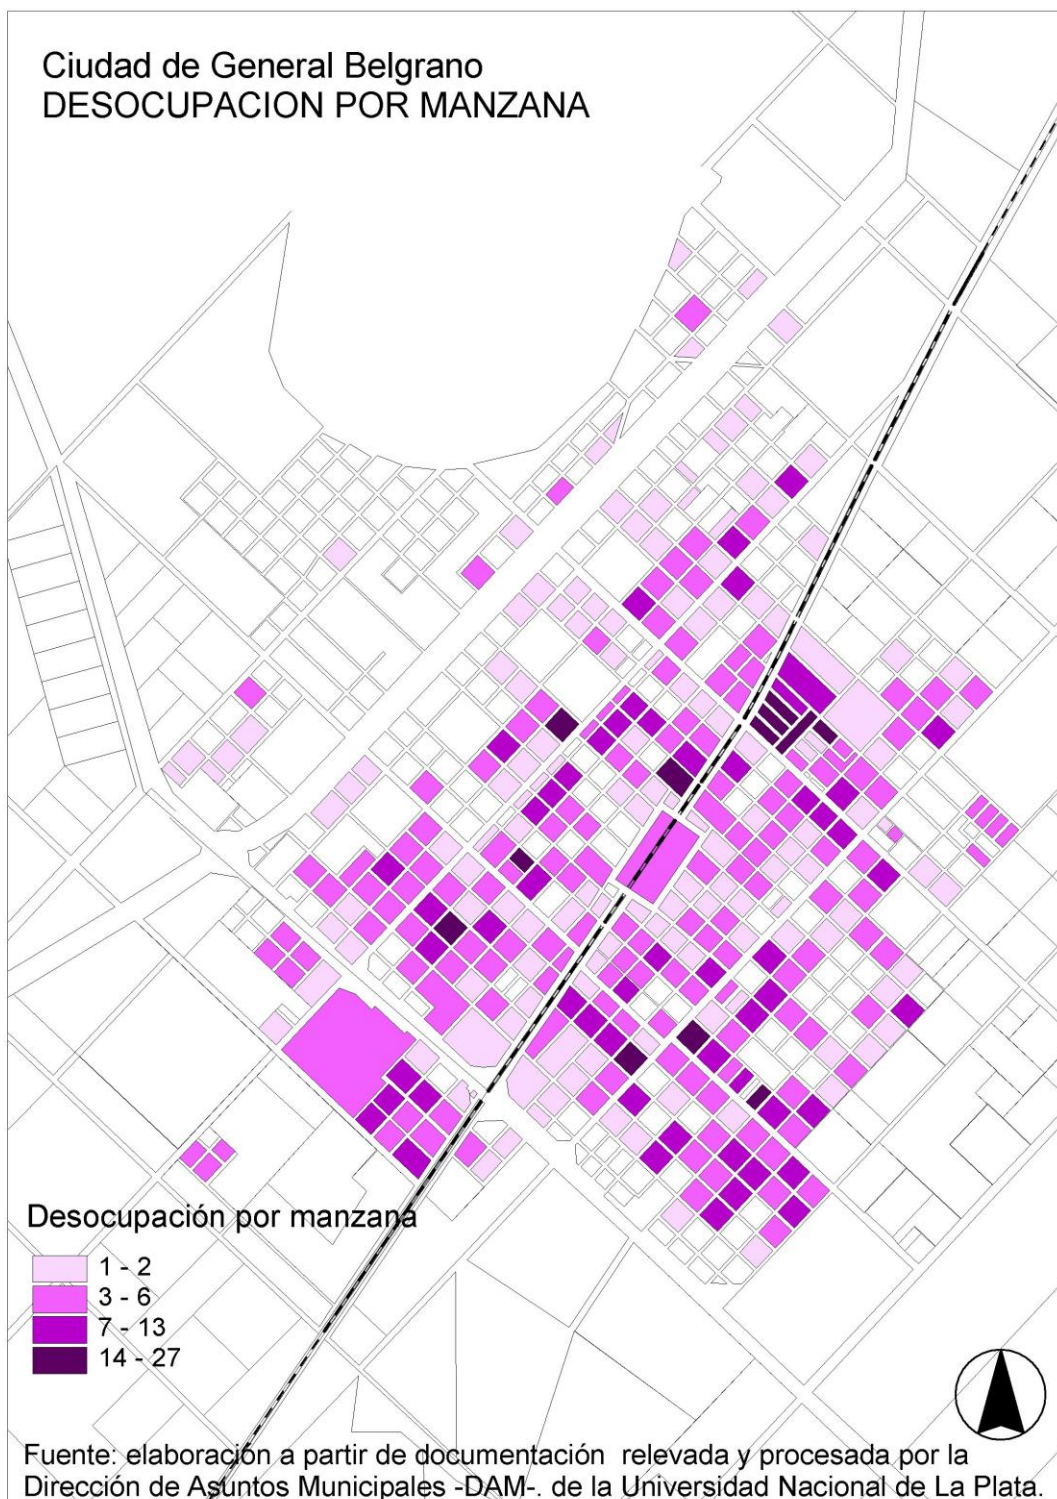 Ciudad de General Belgrano
DESOCUPACION POR MANZANA
Desocupación por manzana
1 - 2
3 - 6
7 - 13
14 - 27
Fuente: elaboración a partir de documentación relevada y procesada por la
Dirección de Asuntos Municipales -DAM-. de la Universidad Nacional de La Plata.